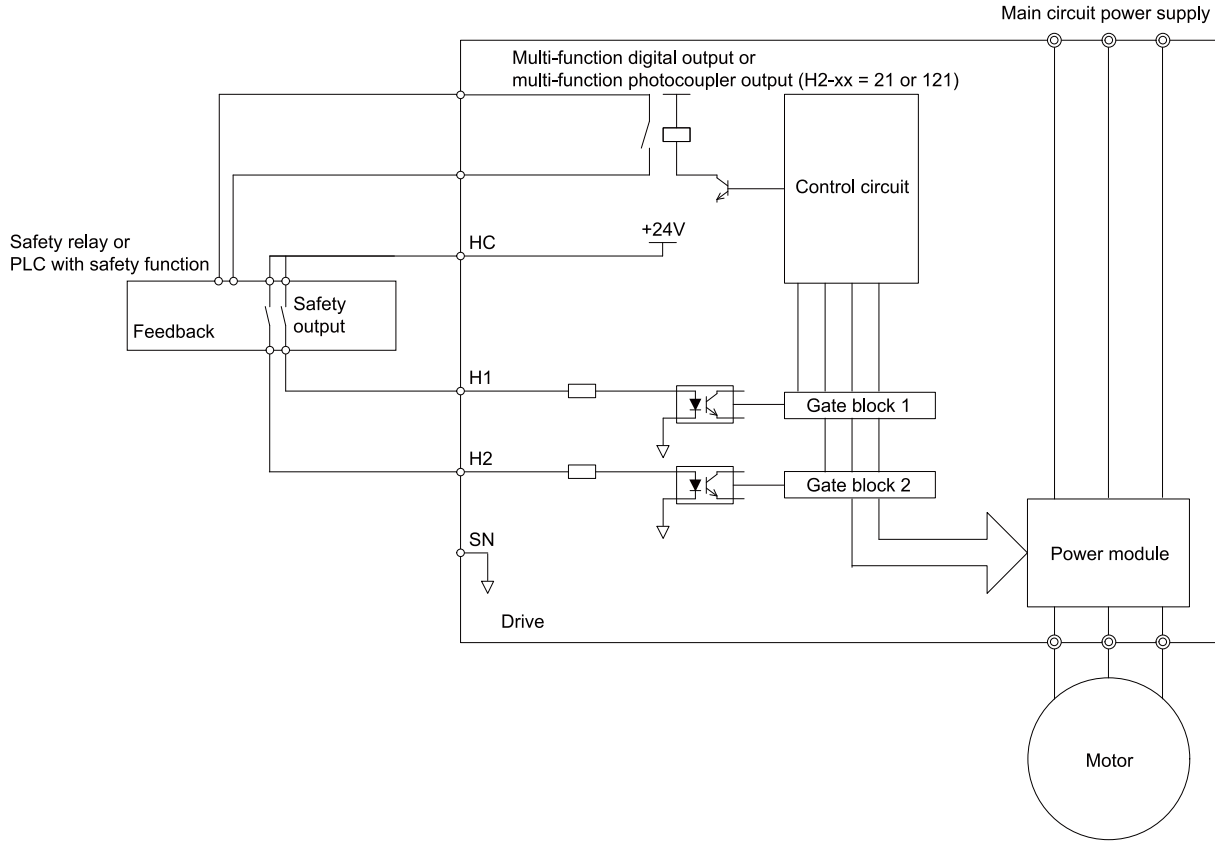 Main circuit power supply
Multi-function digital output or
multi-function photocoupler output (H2-xx = 21 or 121)
Control circuit
+24V
HC
Safety relay or
PLC with safety function
Safety
output
Feedback
H1
Gate block 1
H2
Gate block 2
SN
Power module
Drive
Motor